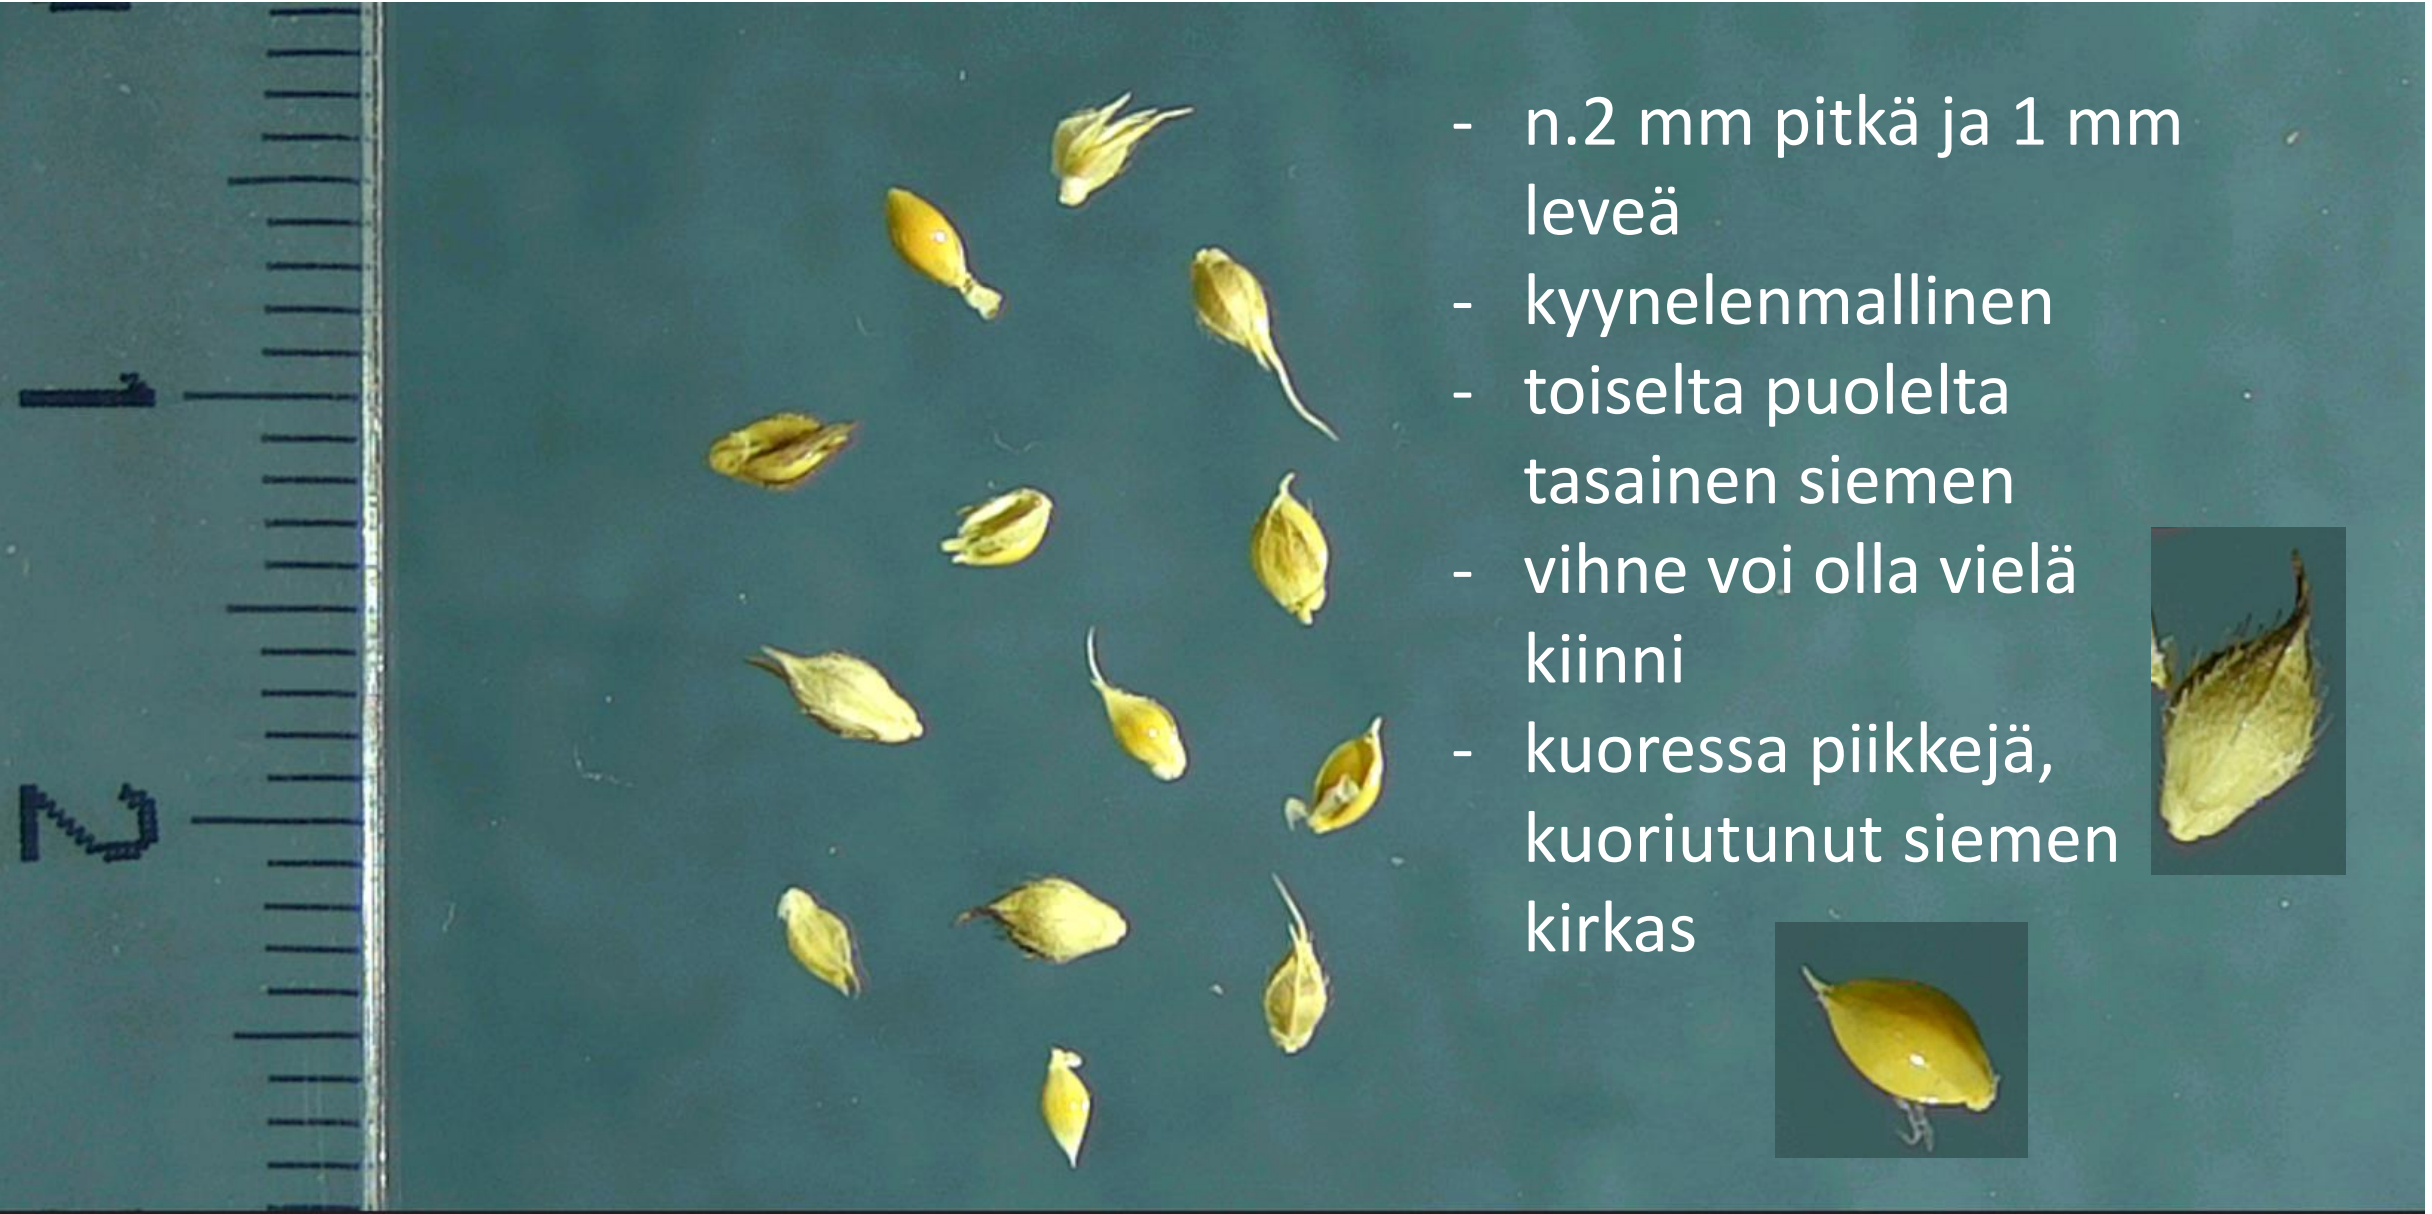 - n.2 mm pitkä ja 1 mm
leveä
- kyynelenmallinen
- toiselta puolelta
tasainen siemen
- vihne voi olla vielä
kiinni
- kuoressa piikkejä,
kuoriutunut siemen
kirkas
1
2